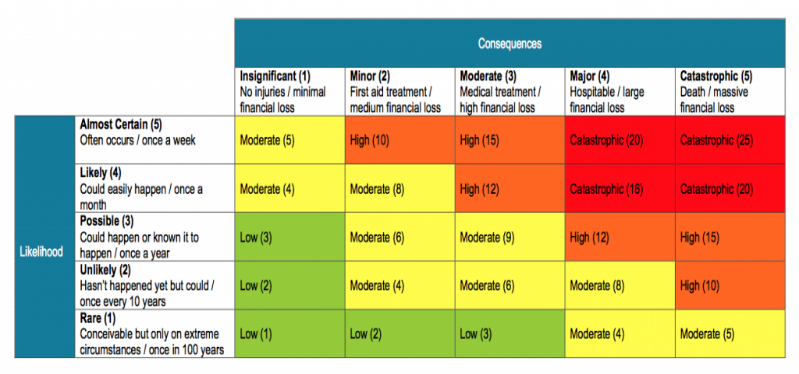 Consequences
Insignificant (1)
No injuries / minimal
financial loss
Minor (2)
First aid treatment /
medium financial loss
Moderate (3)
Medical treatment /
high financial loss
Major (4)
Hospitable / large
financial loss
Catastrophic (5)
Death / massive
financial loss
Likelihood
Almost Certain (5)
Often occurs / once a week
Moderate (5)
High (10)
High (15)
Catastrophic (20)
Catastrophic (25)
Likely (4)
Could easily happen / once a
month
Moderate (4)
Moderate (8)
High (12)
Catastrophic (16)
Catastrophic (20)
Possible (3)
Could happen or known it to
happen / once a year
Low (3)
Moderate (6)
Moderate (9)
High (12)
High (15)
Unlikely (2)
Hasn't happened yet but could /
once every 10 years
Low (2)
Moderate (4)
Moderate (6)
Moderate (8)
High (10)
Rare (1)
Conceivable but only on extreme
circumstances / once in 100 years
Low (1)
Low (2)
Low (3)
Moderate (4)
Moderate (5)